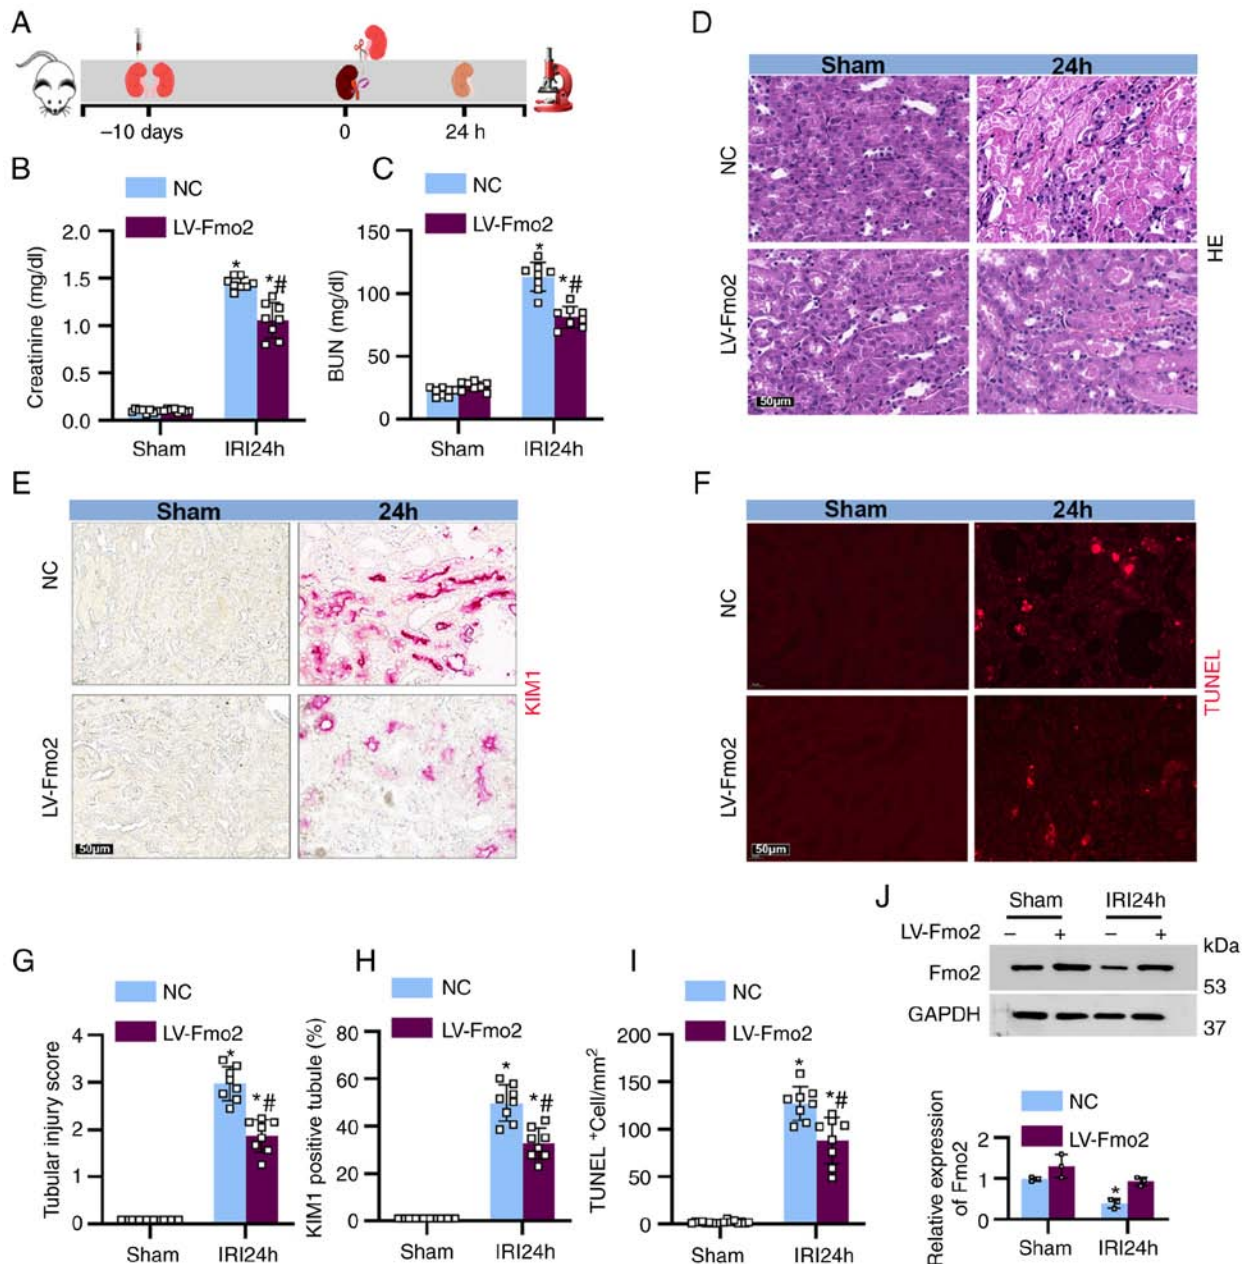 A
−10 days
0
24 h
B
NC
LV-Fmo2
Creatinine (mg/dl)
2.0
1.5
1.0
0.5
0.0
*
*#
Sham
IRI24h
C
NC
LV-Fmo2
BUN (mg/dl)
150
100
50
0
*
*#
Sham
IRI24h
D
Sham
24h
NC
LV-Fmo2
50μm
HE
E
Sham
24h
NC
LV-Fmo2
50μm
KIM1
F
Sham
24h
NC
LV-Fmo2
50μm
TUNEL
G
NC
LV-Fmo2
Tubular injury score
4
3
2
1
0
*
*#
Sham
IRI24h
H
NC
LV-Fmo2
KIM1 positive tubule (%)
80
60
40
20
0
*
*#
Sham
IRI24h
I
NC
LV-Fmo2
TUNEL ⁺Cell/mm²
200
150
100
50
0
*
*#
Sham
IRI24h
J
Sham IRI24h
LV-Fmo2 − + − +
kDa
Fmo2
53
GAPDH
37
NC
LV-Fmo2
Relative expression
of Fmo2
2
1
0
*
Sham
IRI24h